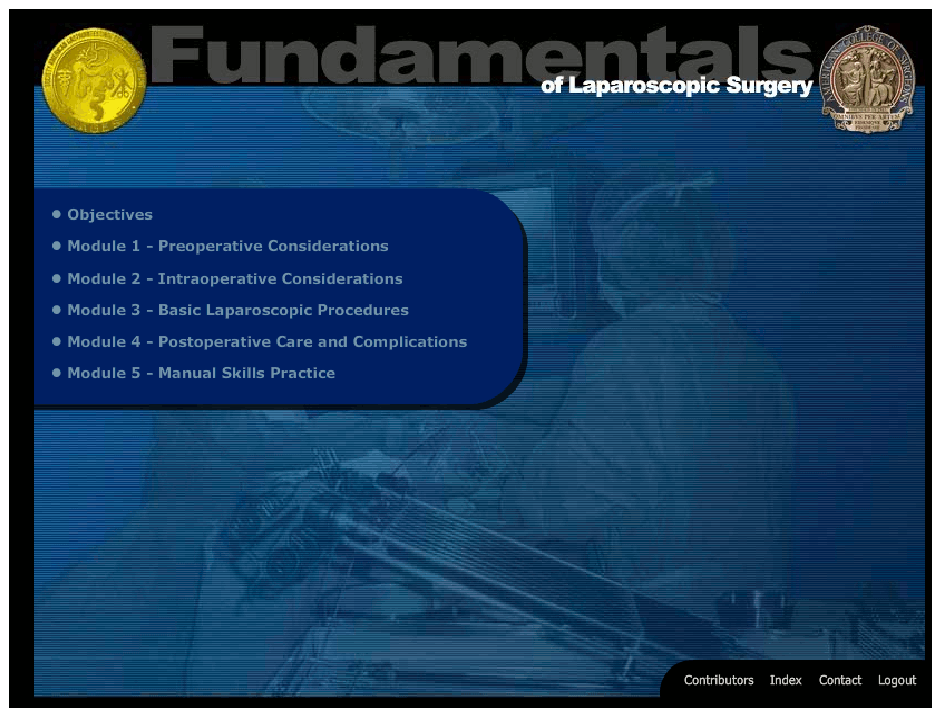 Fundamentals
of Laparoscopic Surgery
Objectives
Module 1 - Preoperative Considerations
Module 2 - Intraoperative Considerations
Module 3 - Basic Laparoscopic Procedures
Module 4 - Postoperative Care and Complications
Module 5 - Manual Skills Practice
Contributors Index Contact Logout